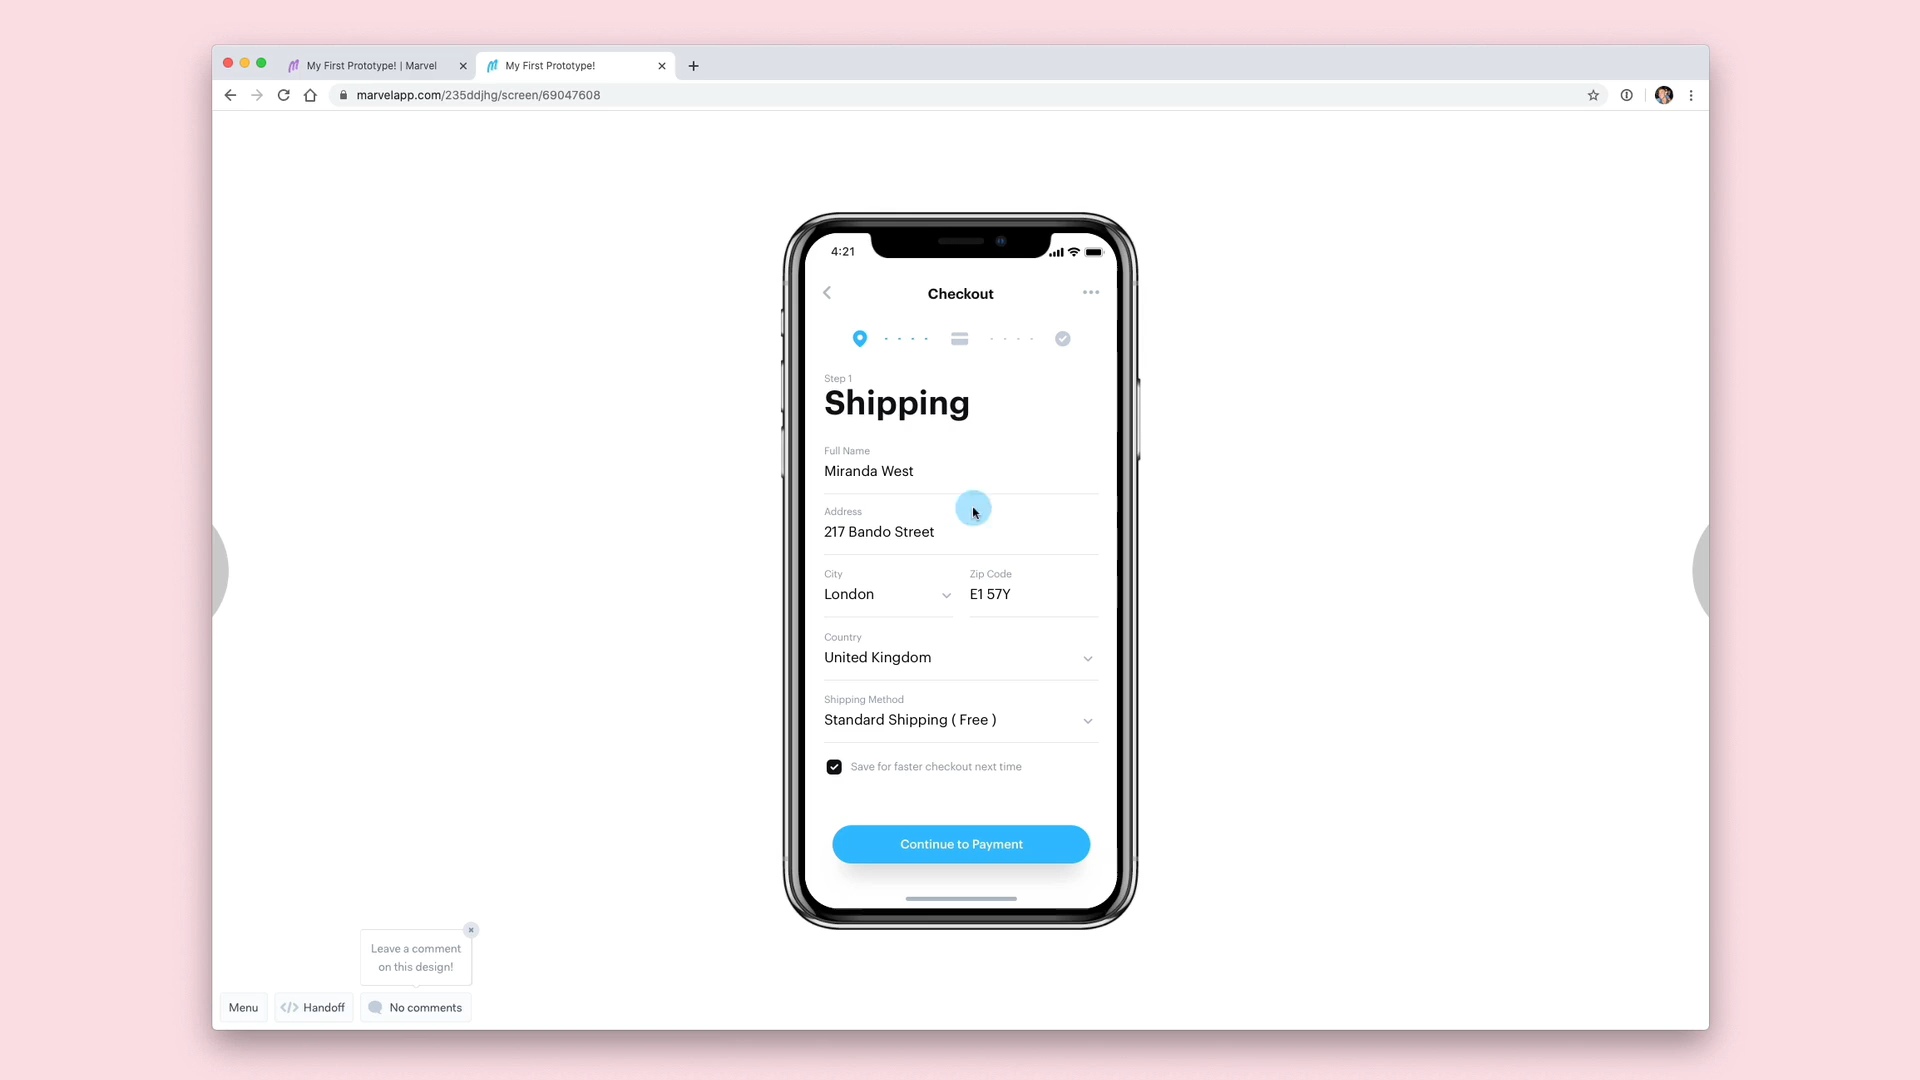 My First Prototype! | Marvel
My First Prototype!
marvelapp.com/235ddjhg/screen/69047608
4:21
Checkout
Step 1
Shipping
Full Name
Miranda West
Address
217 Bando Street
City
London
Zip Code
E1 57Y
Country
United Kingdom
Shipping Method
Standard Shipping ( Free )
Save for faster checkout next time
Continue to Payment
Leave a comment
on this design!
Menu
</> Handoff
No comments